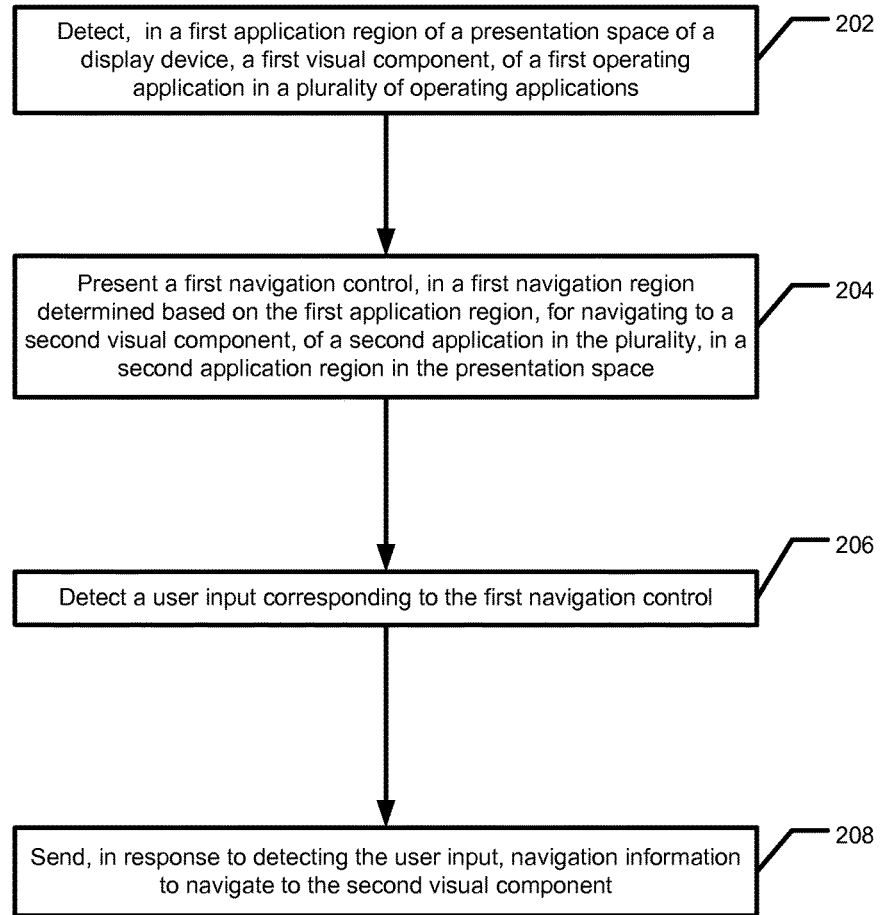 Detect, in a first application region of a presentation space of a
display device, a first visual component, of a first operating
application in a plurality of operating applications
202
Present a first navigation control, in a first navigation region
determined based on the first application region, for navigating to a
second visual component, of a second application in the plurality, in a
second application region in the presentation space
204
Detect a user input corresponding to the first navigation control
206
Send, in response to detecting the user input, navigation information
to navigate to the second visual component
208